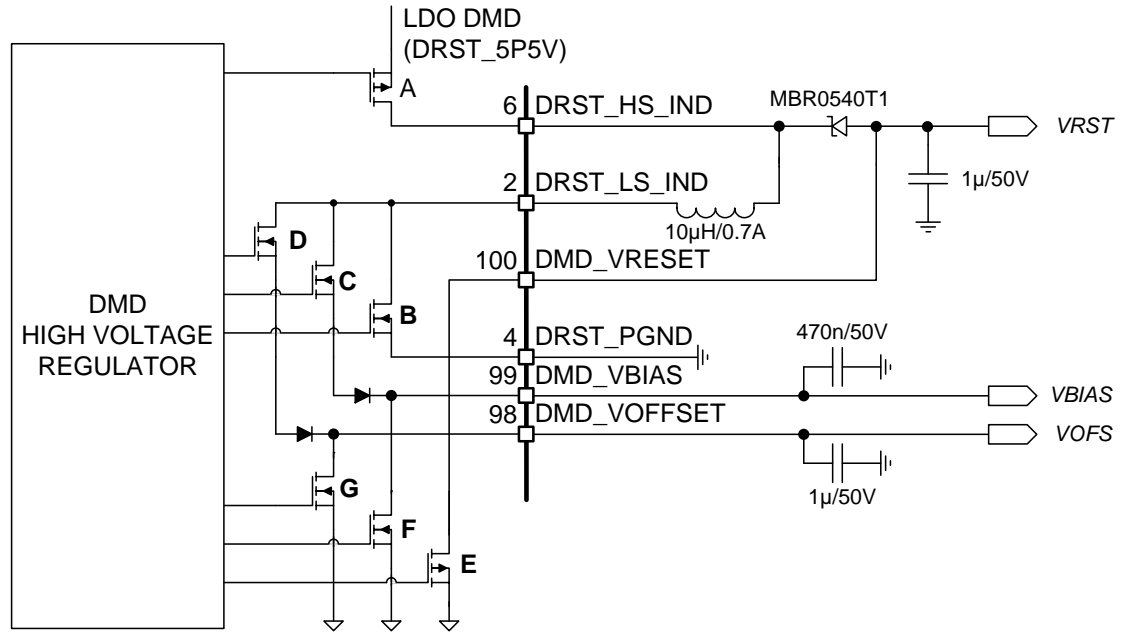 LDO DMD
(DRST_5P5V)
A
6 DRST_HS_IND
MBR0540T1
VRST
1µ/50V
2 DRST_LS_IND
10µH/0.7A
D
C
B
100 DMD_VRESET
DMD
HIGH VOLTAGE
REGULATOR
4 DRST_PGND
470n/50V
99 DMD_VBIAS
VBIAS
98 DMD_VOFFSET
VOFS
1µ/50V
G
F
E